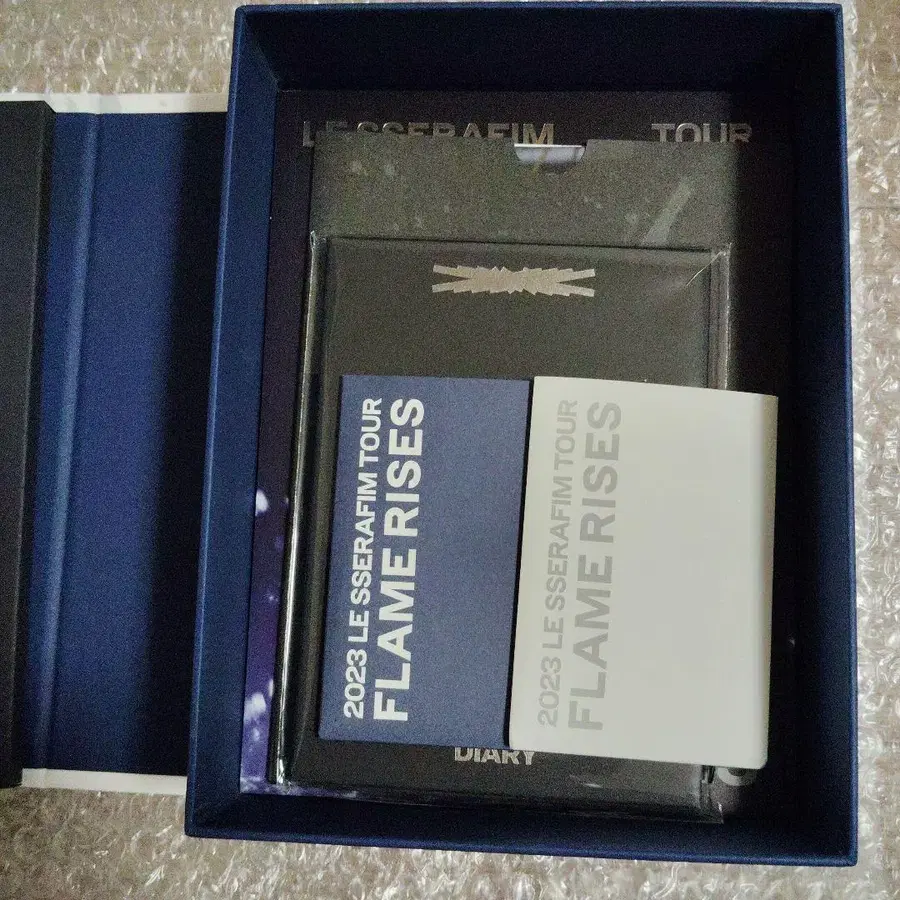 LE SSERAFIM TOUR
2023 LE SSERAFIM TOUR
FLAME RISES
2023 LE SSERAFIM TOUR
FLAME RISES
DIARY